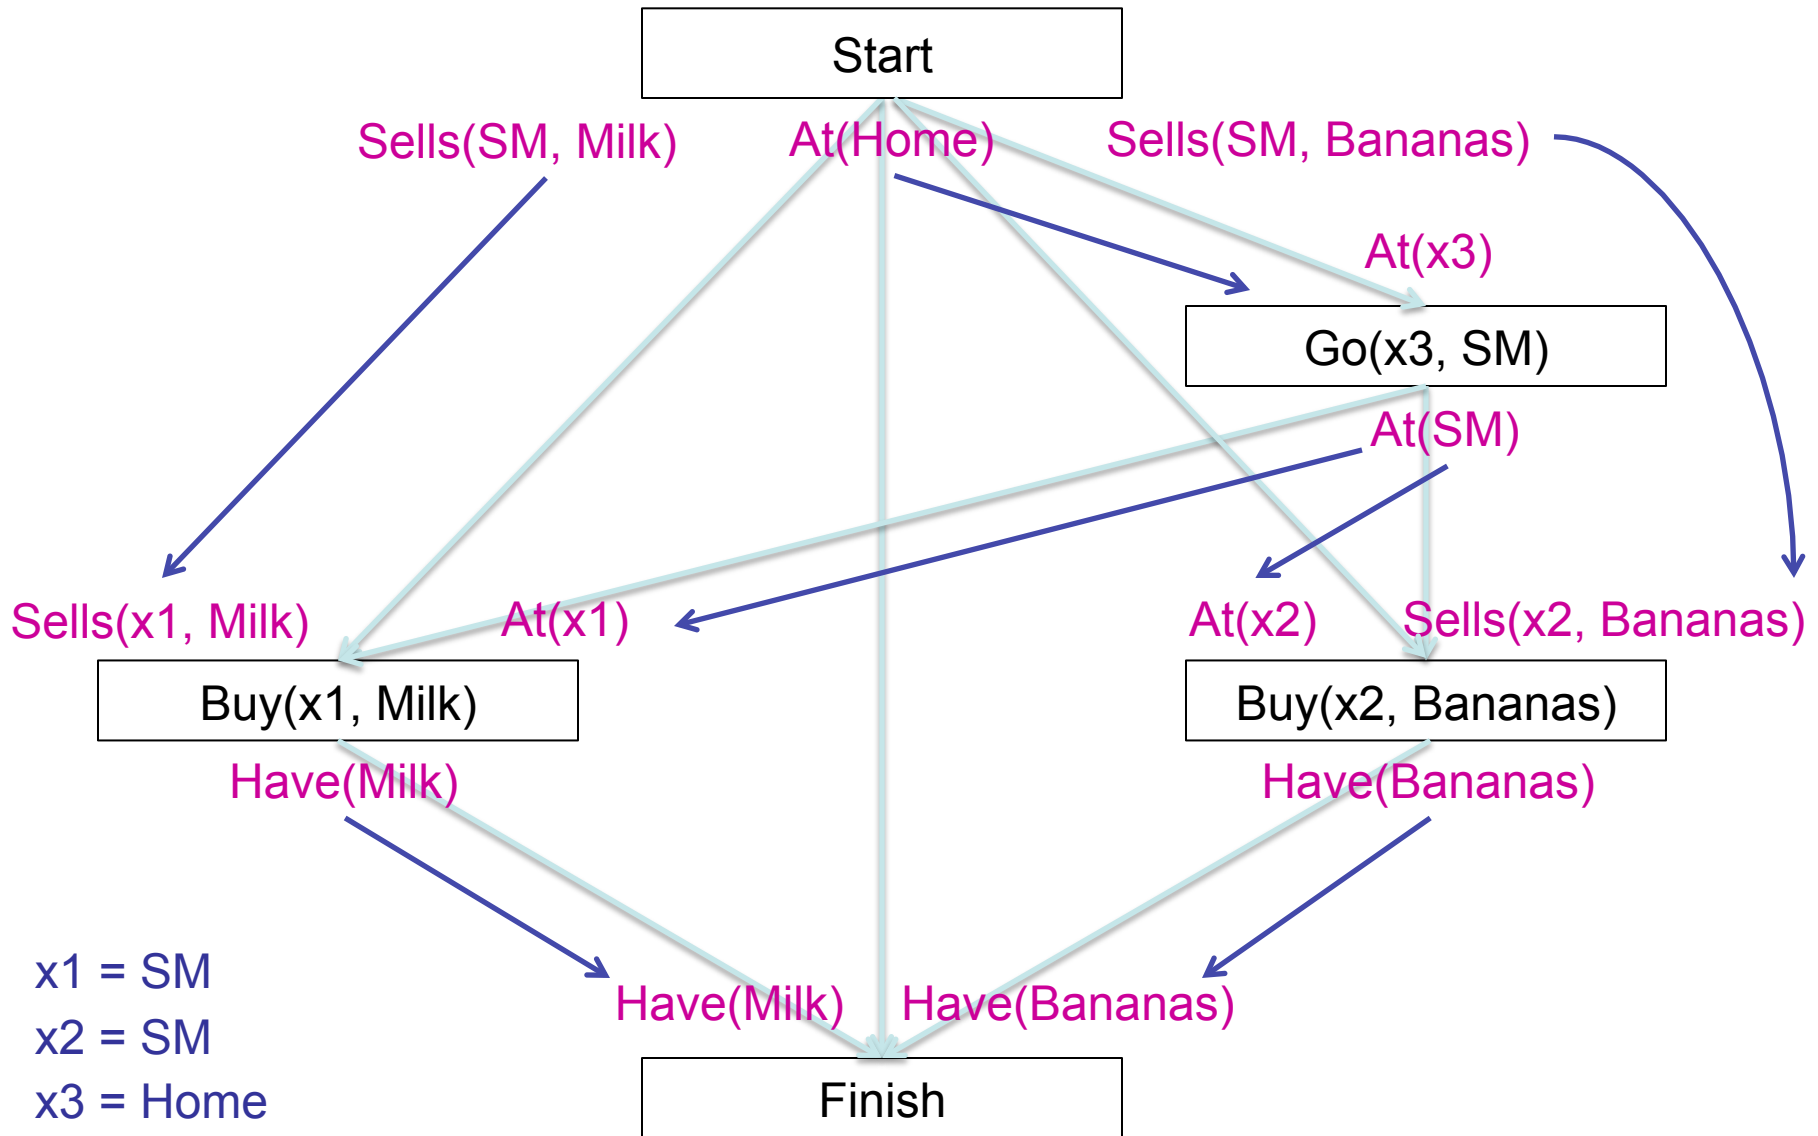 Start
Sells(SM, Milk)
At(Home)
Sells(SM, Bananas)
At(x3)
Go(x3, SM)
At(SM)
Sells(x1, Milk)
At(x1)
At(x2)
Sells(x2, Bananas)
Buy(x1, Milk)
Buy(x2, Bananas)
Have(Milk)
Have(Bananas)
x1 = SM
x2 = SM
x3 = Home
Have(Milk)
Have(Bananas)
Finish